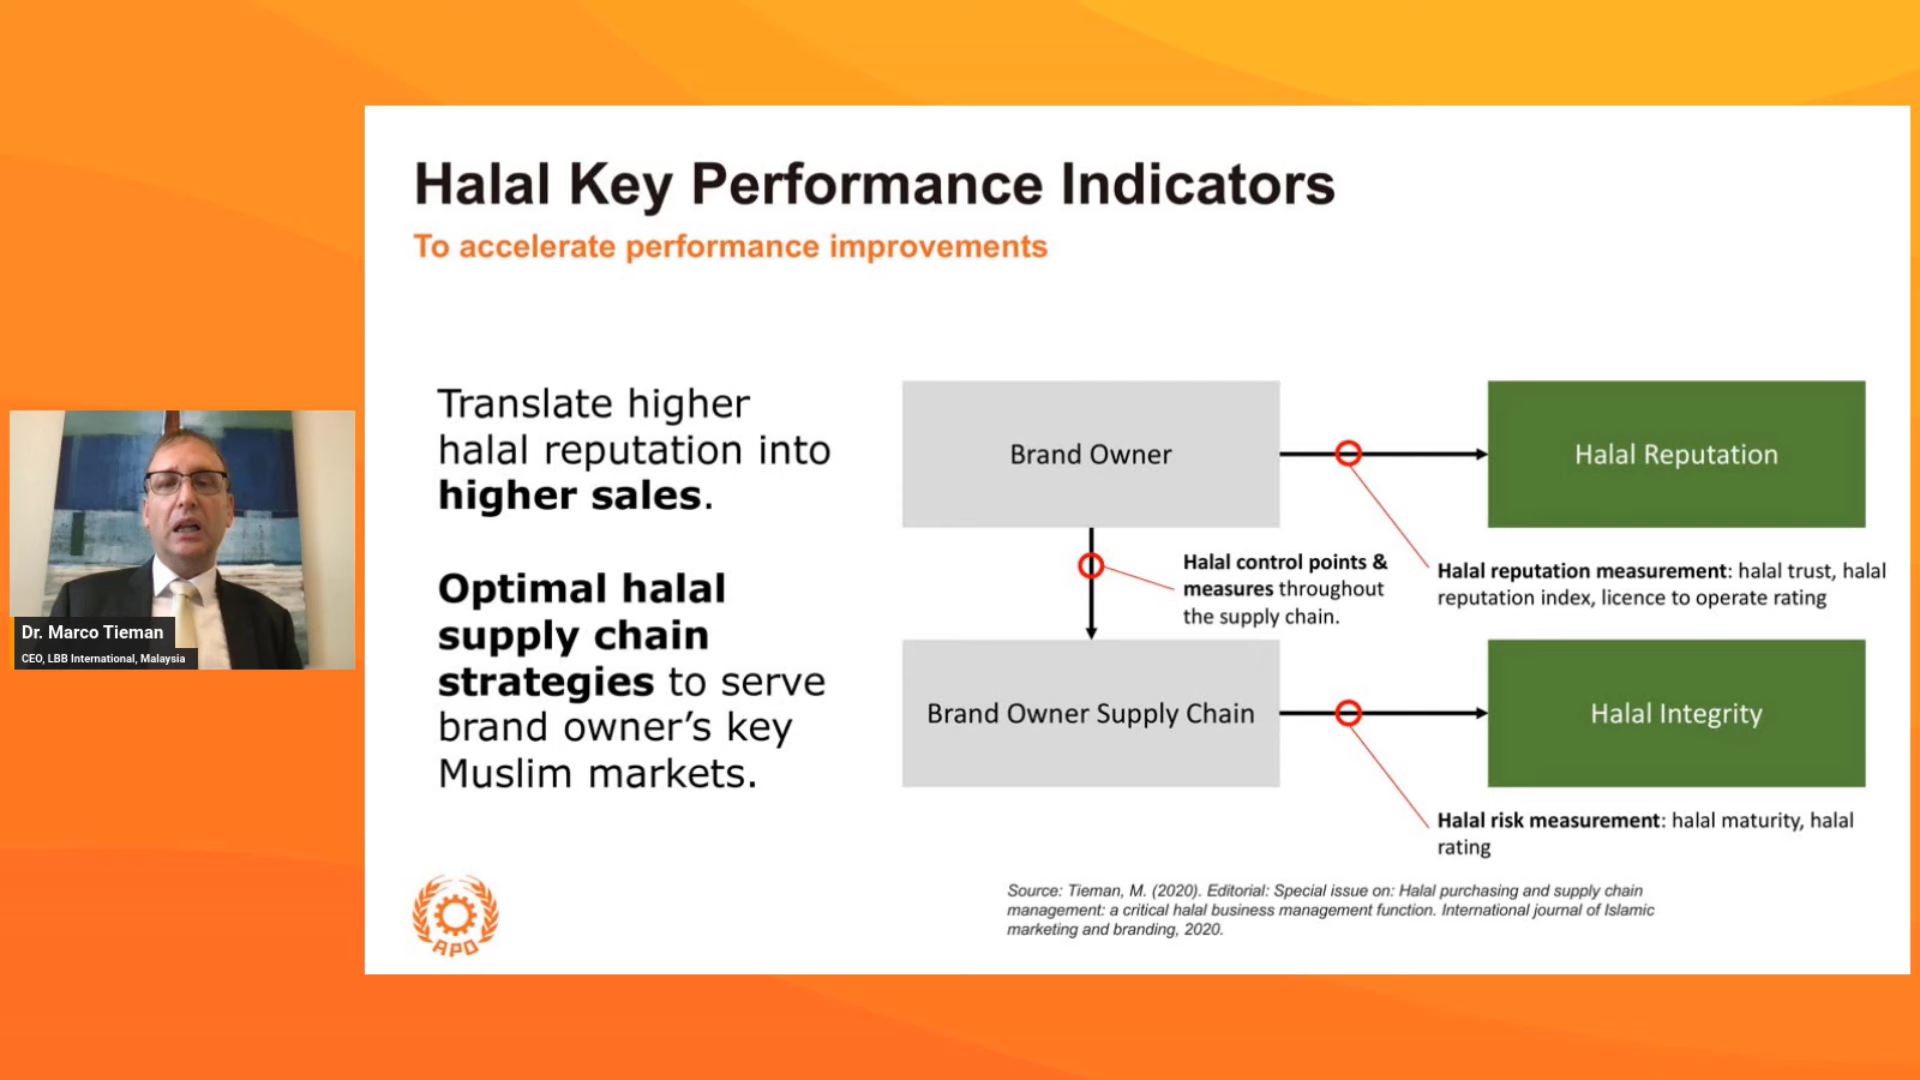 Halal Key Performance Indicators
To accelerate performance improvements
Translate higher
halal reputation into
higher sales.
Optimal halal
supply chain
strategies to serve
brand owner’s key
Muslim markets.
Brand Owner
Halal Reputation
Halal control points &
measures throughout
the supply chain.
Halal reputation measurement: halal trust, halal
reputation index, licence to operate rating
Brand Owner Supply Chain
Halal Integrity
Halal risk measurement: halal maturity, halal
rating
Source: Tieman, M. (2020). Editorial: Special issue on: Halal purchasing and supply chain
management: a critical halal business management function. International journal of Islamic
marketing and branding, 2020.
APO
Dr. Marco Tieman
CEO, LBB International, Malaysia